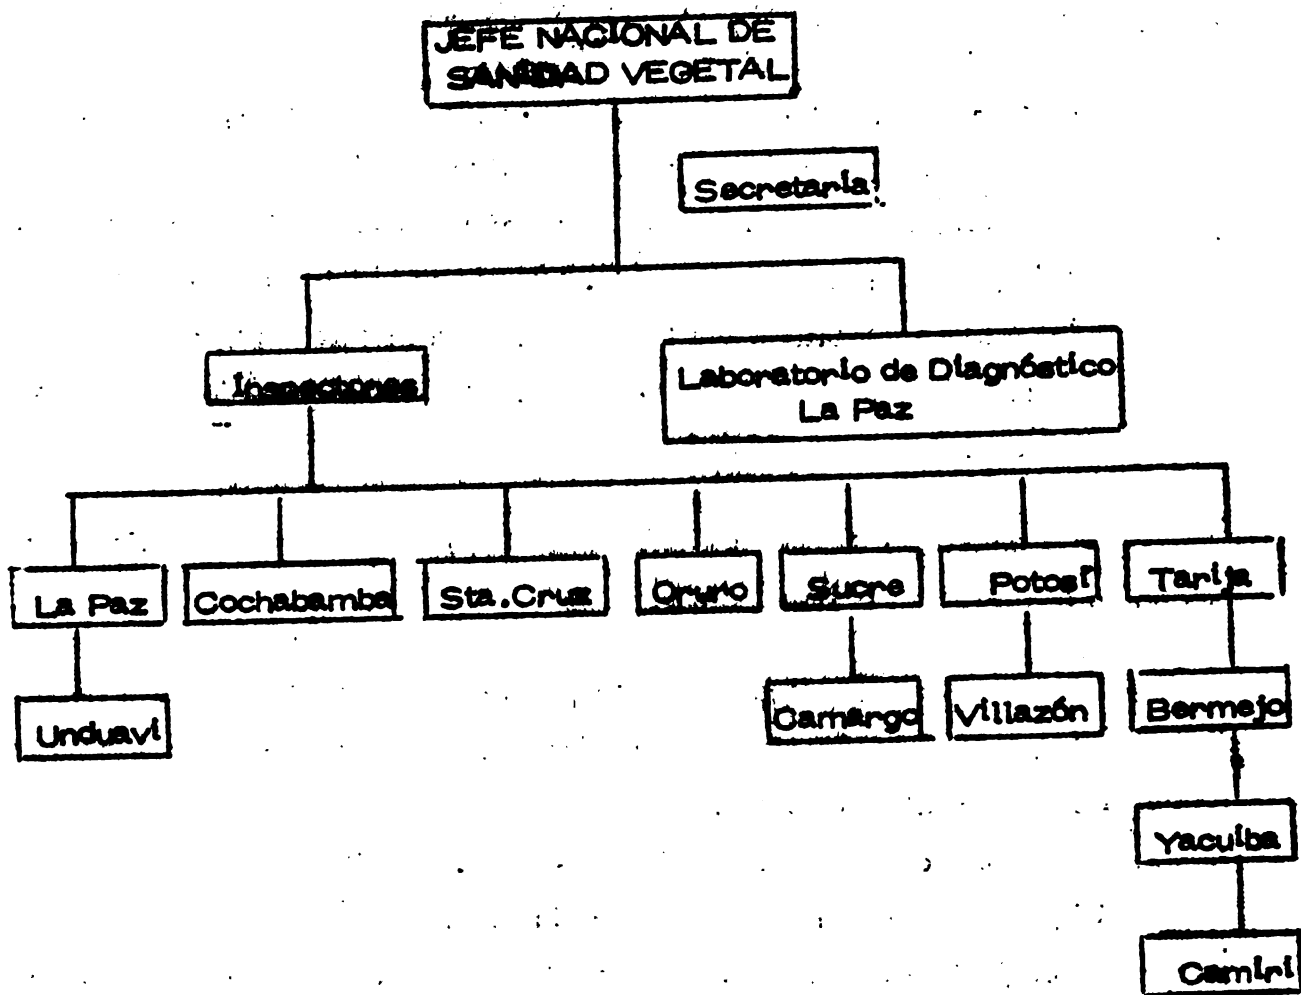 JEFE NACIONAL DE
SANIDAD VEGETAL
Secretaría
Inspectores
Laboratorio de Diagnóstico
La Paz
La Paz
Cochabamba
Sta. Cruz
Oruro
Sucre
Potosí
Tarija
Unduavi
Camargo
Villazón
Bermejo
Yacuiba
Camiri